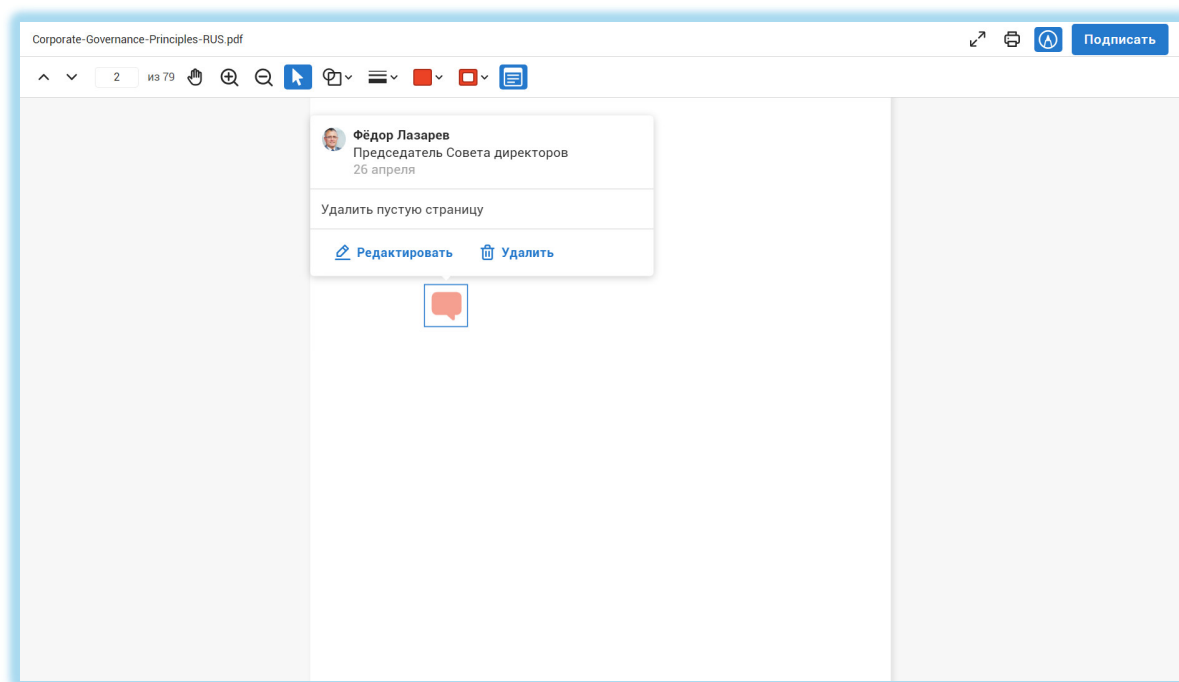 Corporate-Governance-Principles-RUS.pdf
Подписать
2 из 79
Фёдор Лазарев
Председатель Совета директоров
26 апреля
Удалить пустую страницу
Редактировать Удалить